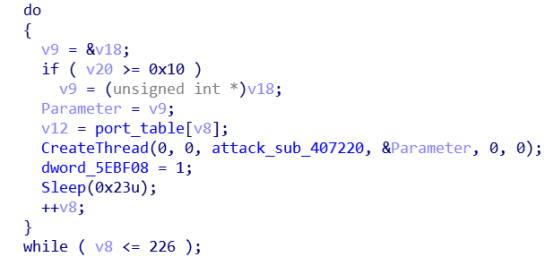 do
{
v9 = &v18;
if ( v20 >= 0x10 )
v9 = (unsigned int *)v18;
Parameter = v9;
v12 = port_table[v8];
CreateThread(0, 0, attack_sub_407220, &Parameter, 0, 0);
dword_5EBF08 = 1;
Sleep(0x23u);
++v8;
}
while ( v8 <= 226 );